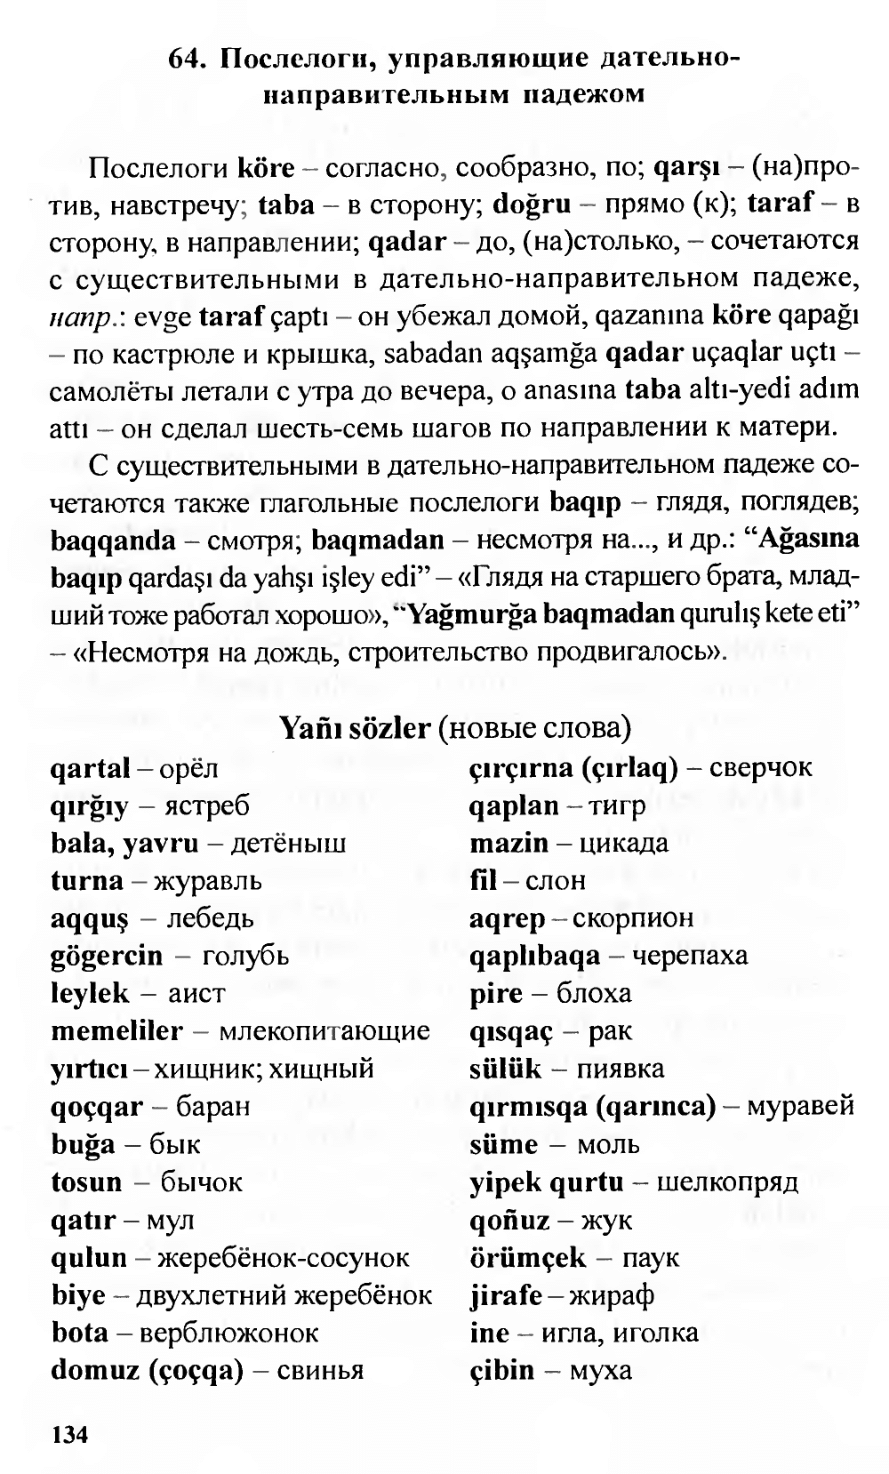 64. Послелоги, управляющие дательно-
направительным падежом
Послелоги köre – согласно, сообразно, по; qarşı – (на)про-
тив, навстречу; taba – в сторону; doğru – прямо (к); taraf – в
сторону, в направлении; qadar – до, (на)столько, – сочетаются
с существительными в дательно-направительном падеже,
напр.: evge taraf çaptı – он убежал домой, qazanına köre qapağı
– по кастрюле и крышка, sabadan aqşamğa qadar uçaqlar uçtı –
самолёты летали с утра до вечера, o anasına taba altı-yedi adım
attı – он сделал шесть-семь шагов по направлении к матери.
С существительными в дательно-направительном падеже со-
четаются также глагольные послелоги baqıp – глядя, поглядев;
baqqanda – смотря; baqmadan – несмотря на..., и др.: “Ağasına
baqıp qardaşı da yahşı işley edi” – «Глядя на старшего брата, млад-
ший тоже работал хорошо», “Yağmurğa baqmadan qurulış kete eti”
– «Несмотря на дождь, строительство продвигалось».
Yañı sözler (новые слова)
qartal – орёл
qırğıy – ястреб
bala, yavru – детёныш
turna – журавль
aqquş – лебедь
gögercin – голубь
leylek – аист
memeliler – млекопитающие
yırtıcı – хищник; хищный
qoçqar – баран
buğa – бык
tosun – бычок
qatır – мул
qulun – жеребёнок-сосунок
biye – двухлетний жеребёнок
bota – верблюжонок
domuz (çoçqa) – свинья
çırçırna (çırlaq) – сверчок
qaplan – тигр
mazin – цикада
fil – слон
aqrep – скорпион
qaplıbaqa – черепаха
pire – блоха
qısqaç – рак
sülük – пиявка
qırmısqa (qarınca) – муравей
süme – моль
yipek qurtu – шелкопряд
qoñuz – жук
örümçek – паук
jirafe – жираф
ine – игла, иголка
çibin – муха
134